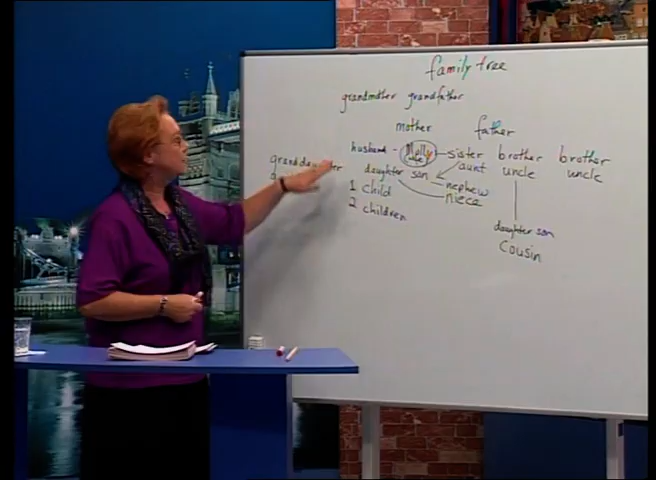 family tree
grandmother grandfather
mother father
husband - Molly wife sister brother brother
aunt uncle uncle
granddaughter daughter son
nephew
1 child niece
2 children
daughter son
Cousin